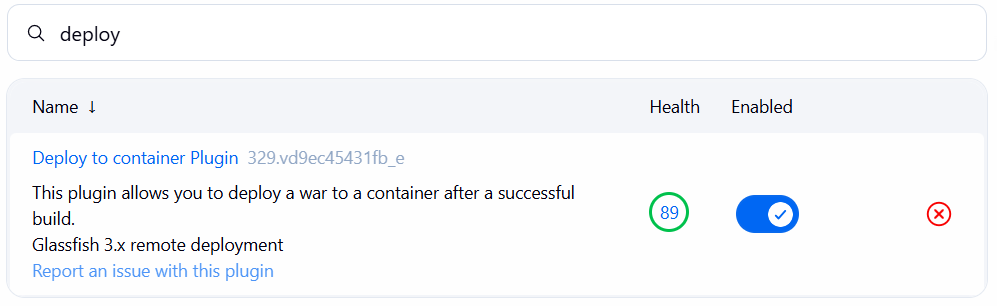 deploy
Name ↓ Health Enabled
Deploy to container Plugin 329.vd9ec45431fb_e
This plugin allows you to deploy a war to a container after a successful
build.
89
Glassfish 3.x remote deployment
Report an issue with this plugin